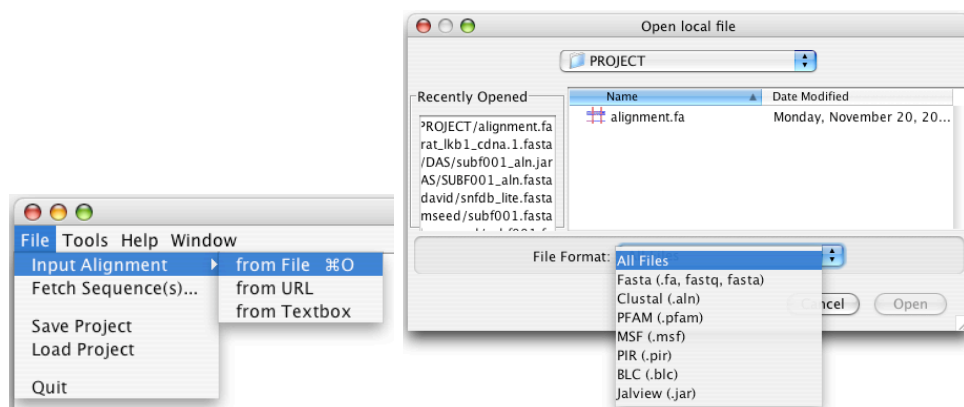 File Tools Help Window
Input Alignment
from File ⌘O
Fetch Sequence(s)...
from URL
from Textbox
Save Project
Load Project
Quit
Open local file
PROJECT
Recently Opened
PROJECT/alignment.fa
rat_lkb1_cdna.1.fasta
/DAS/subf001_aln.jar
AS/SUBF001_aln.fasta
david/snfdb_lite.fasta
mseed/subf001.fasta
Name Date Modified
alignment.fa Monday, November 20, 20...
File Format:
All Files
Fasta (.fa, fastq, fasta)
Clustal (.aln)
PFAM (.pfam)
MSF (.msf)
PIR (.pir)
BLC (.blc)
Jalview (.jar)
Cancel Open